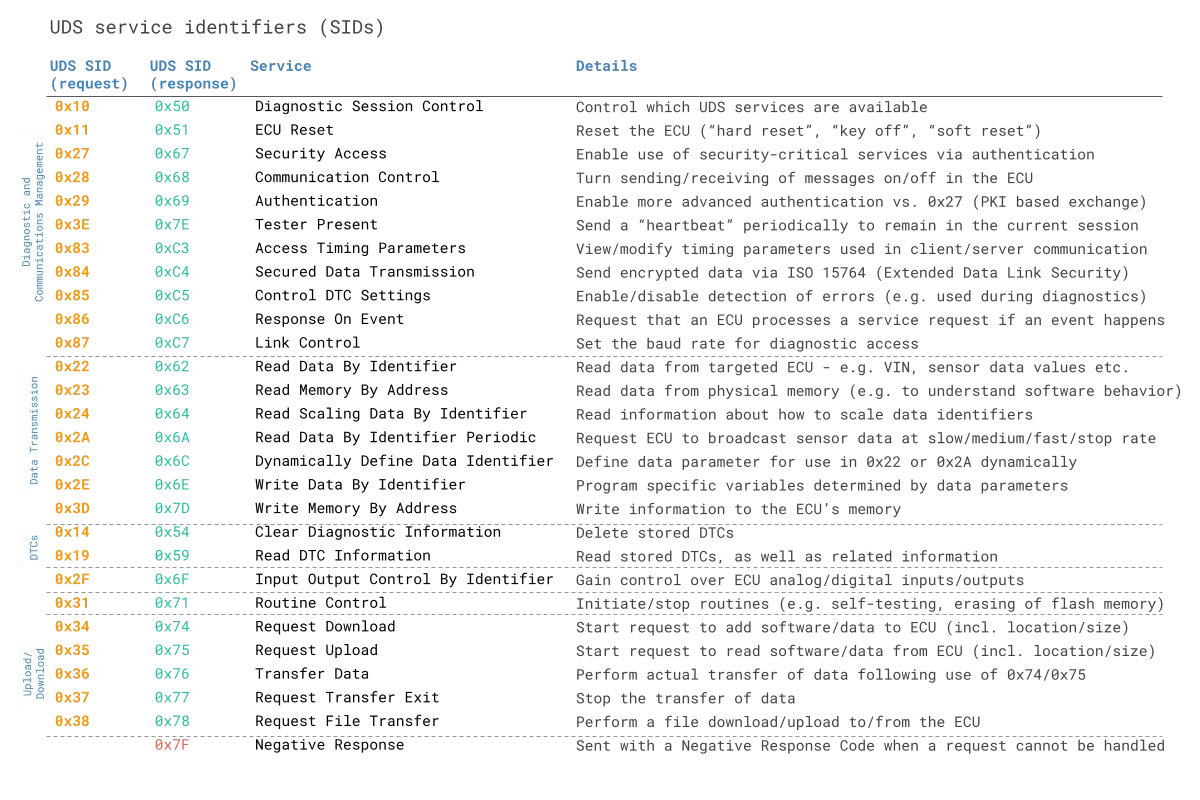 UDS service identifiers (SIDs)
UDS SID (request) UDS SID (response) Service Details
Diagnostic and Communications Management
0x10 0x50 Diagnostic Session Control Control which UDS services are available
0x11 0x51 ECU Reset Reset the ECU (“hard reset”, “key off”, “soft reset”)
0x27 0x67 Security Access Enable use of security-critical services via authentication
0x28 0x68 Communication Control Turn sending/receiving of messages on/off in the ECU
0x29 0x69 Authentication Enable more advanced authentication vs. 0x27 (PKI based exchange)
0x3E 0x7E Tester Present Send a “heartbeat” periodically to remain in the current session
0x83 0xC3 Access Timing Parameters View/modify timing parameters used in client/server communication
0x84 0xC4 Secured Data Transmission Send encrypted data via ISO 15764 (Extended Data Link Security)
0x85 0xC5 Control DTC Settings Enable/disable detection of errors (e.g. used during diagnostics)
0x86 0xC6 Response On Event Request that an ECU processes a service request if an event happens
0x87 0xC7 Link Control Set the baud rate for diagnostic access
Data Transmission
0x22 0x62 Read Data By Identifier Read data from targeted ECU - e.g. VIN, sensor data values etc.
0x23 0x63 Read Memory By Address Read data from physical memory (e.g. to understand software behavior)
0x24 0x64 Read Scaling Data By Identifier Read information about how to scale data identifiers
0x2A 0x6A Read Data By Identifier Periodic Request ECU to broadcast sensor data at slow/medium/fast/stop rate
0x2C 0x6C Dynamically Define Data Identifier Define data parameter for use in 0x22 or 0x2A dynamically
0x2E 0x6E Write Data By Identifier Program specific variables determined by data parameters
0x3D 0x7D Write Memory By Address Write information to the ECU’s memory
DTCs
0x14 0x54 Clear Diagnostic Information Delete stored DTCs
0x19 0x59 Read DTC Information Read stored DTCs, as well as related information
0x2F 0x6F Input Output Control By Identifier Gain control over ECU analog/digital inputs/outputs
0x31 0x71 Routine Control Initiate/stop routines (e.g. self-testing, erasing of flash memory)
Upload/ Download
0x34 0x74 Request Download Start request to add software/data to ECU (incl. location/size)
0x35 0x75 Request Upload Start request to read software/data from ECU (incl. location/size)
0x36 0x76 Transfer Data Perform actual transfer of data following use of 0x74/0x75
0x37 0x77 Request Transfer Exit Stop the transfer of data
0x38 0x78 Request File Transfer Perform a file download/upload to/from the ECU
0x7F Negative Response Sent with a Negative Response Code when a request cannot be handled